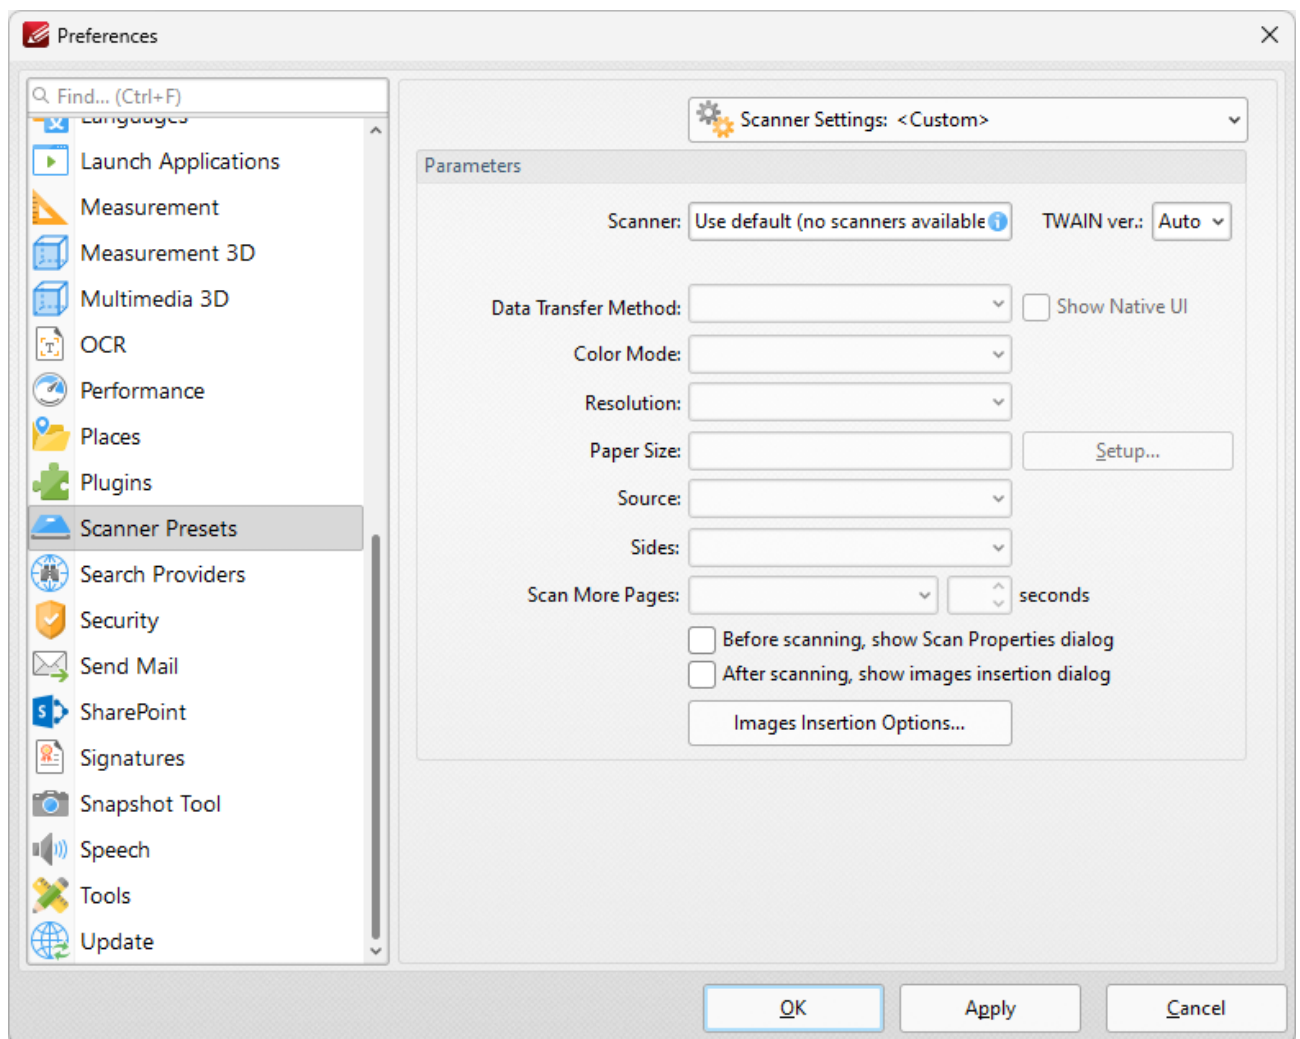 Preferences
Find... (Ctrl+F)
Languages
Launch Applications
Measurement
Measurement 3D
Multimedia 3D
OCR
Performance
Places
Plugins
Scanner Presets
Search Providers
Security
Send Mail
SharePoint
Signatures
Snapshot Tool
Speech
Tools
Update
Scanner Settings: <Custom>
Parameters
Scanner: Use default (no scanners available TWAIN ver.: Auto
Data Transfer Method: Show Native UI
Color Mode:
Resolution:
Paper Size: Setup...
Source:
Sides:
Scan More Pages: seconds
Before scanning, show Scan Properties dialog
After scanning, show images insertion dialog
Images Insertion Options...
OK Apply Cancel